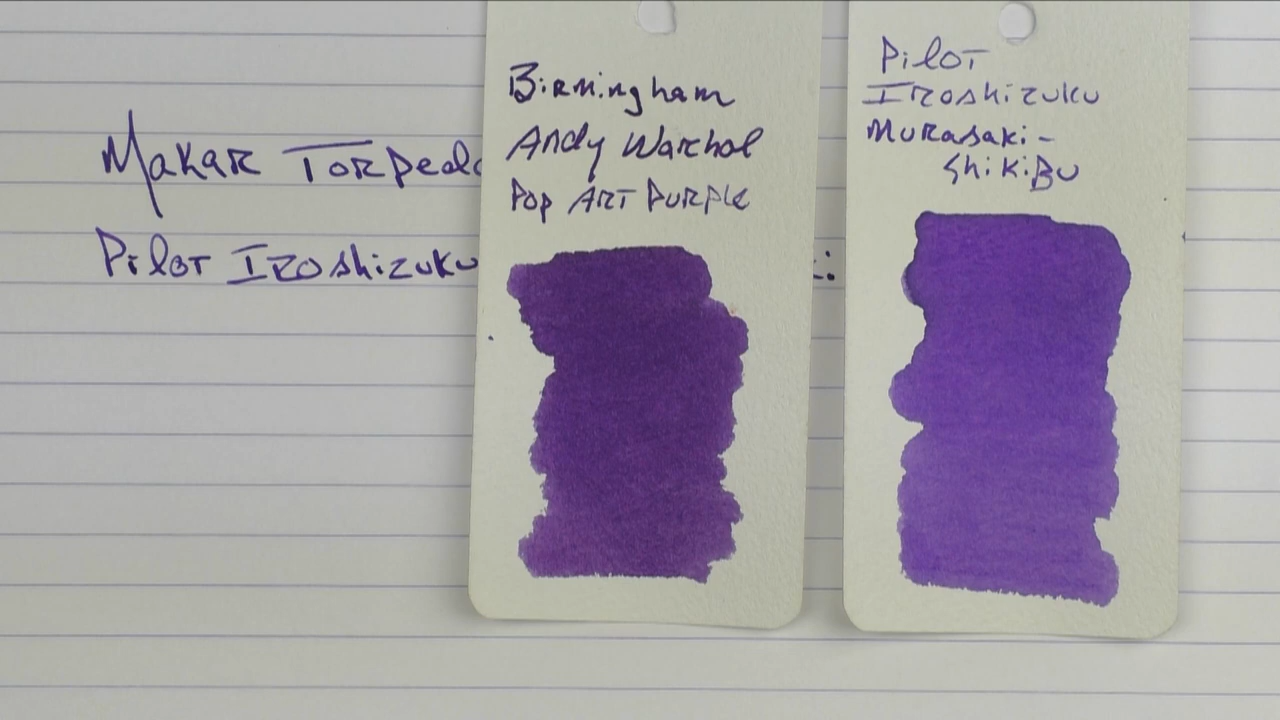 Makar Torpedo
Pilot Iroshizuku :
Birmingham
Andy Warhol
Pop Art Purple
Pilot
Iroshizuku
Murasaki-
Shikibu